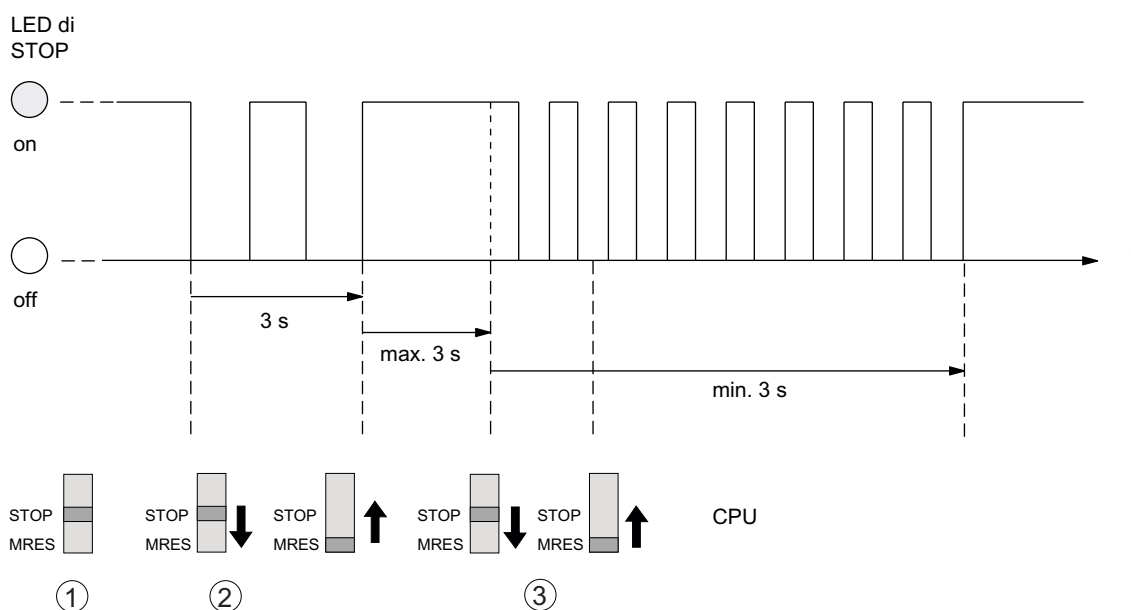 LED di
STOP
on
off
3 s
max. 3 s
min. 3 s
STOP
MRES
STOP
MRES
STOP
MRES
STOP
MRES
STOP
MRES
CPU
1
2
3